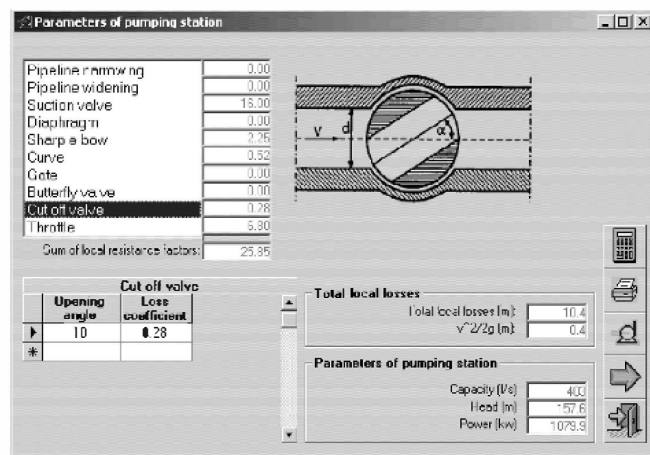 Parameters of pumping station
Pipeline narrowing 0.00
Pipeline widening 0.00
Suction valve 16.00
Diaphragm 0.00
Sharp elbow 2.25
Curve 0.52
Gate 0.00
Butterfly valve 0.00
Cut off valve 0.28
Throttle 6.80
Sum of local resistance factors: 25.85
V d α
Cut off valve
Opening angle Loss coefficient
10 0.28
*
Total local losses
Total local losses (m): 10.4
v^2/2g (m): 0.4
Parameters of pumping station
Capacity (l/s) 403
Head (m) 157.6
Power (kw) 1079.9